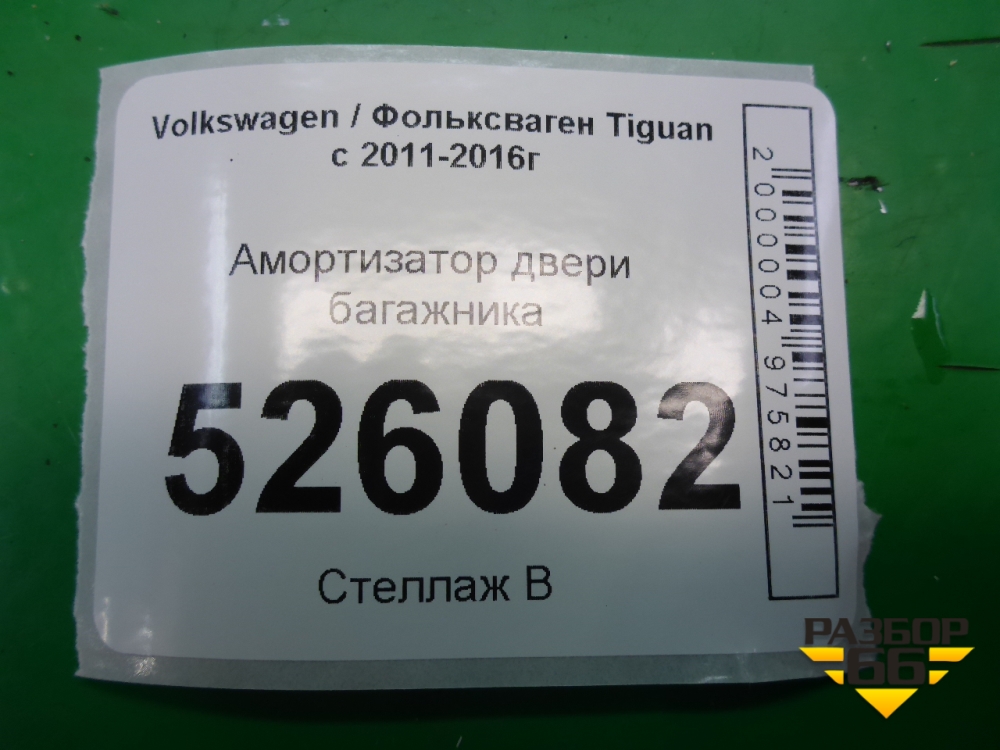 Volkswagen / Фольксваген Tiguan
с 2011-2016г
Амортизатор двери
багажника
526082
Стеллаж В
2000004975821
РАЗБОР
66